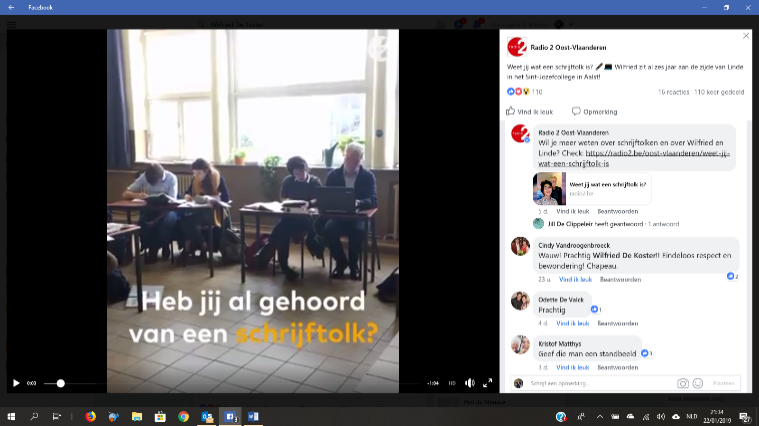 Facebook
Radio 2 Oost-Vlaanderen
Weet jij wat een schrijftolk is? Wilfried zit al zes jaar aan de zijde van Linde
in het Sint-Jozefcollege in Aalst!
110
16 reacties 110 keer gedeeld
Vind ik leuk Opmerking
Radio 2 Oost-Vlaanderen
Wil je meer weten over schrijftolken en over Wilfried en
Linde? Check: https://radio2.be/oost-vlaanderen/weet-jij-
wat-een-schrijftolk-is
Weet jij wat een schrijftolk is?
radio2.be
5 d. Vind ik leuk Beantwoorden
Jill De Clippeleir heeft geantwoord · 1 antwoord
Cindy Vandroogenbroeck
Wauw! Prachtig Wilfried De Koster!! Eindeloos respect en
bewondering! Chapeau.
2
23 u. Vind ik leuk Beantwoorden
Odette De Valck
Prachtig
1
4 d. Vind ik leuk Beantwoorden
Kristof Matthys
Geef die man een standbeeld
3 d. Vind ik leuk Beantwoorden
Schrijf een opmerking...
Plaatsen
Heb jij al gehoord
van een schrijftolk?
0:03
-1:04 HD
NLD
21:34
22/01/2019